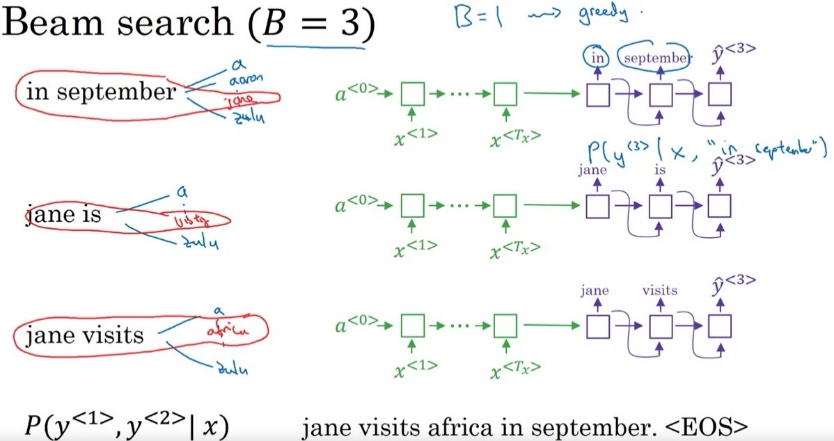 Beam search (B = 3)
B=1 ⟿ greedy.
in september
a
aaron
jane
zulu
a<0>
...
x<1>
x<Tx>
in
september
ŷ<3>
P(y<3> | x, "in september")
jane is
a
visits
zulu
a<0>
...
x<1>
x<Tx>
jane
is
ŷ<3>
jane visits
a
africa
zulu
a<0>
...
x<1>
x<Tx>
jane
visits
ŷ<3>
P(y<1>, y<2>| x)
jane visits africa in september. <EOS>